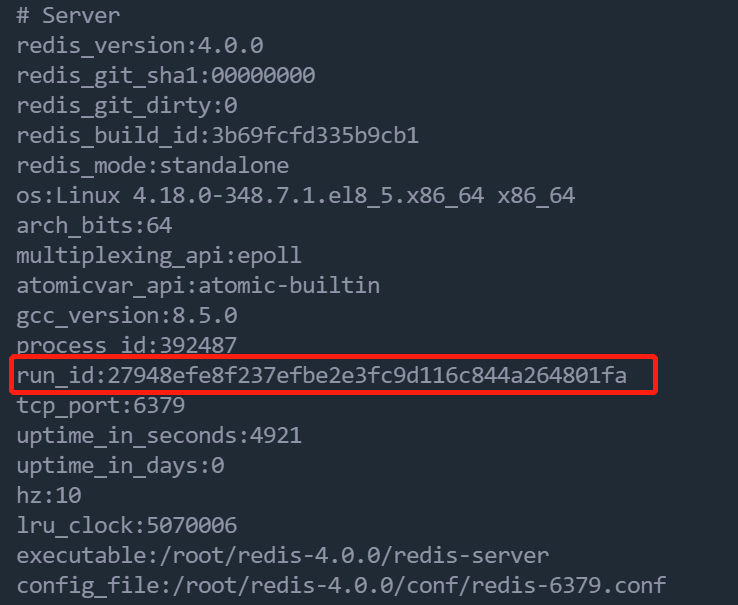 # Server
redis_version:4.0.0
redis_git_sha1:00000000
redis_git_dirty:0
redis_build_id:3b69fcfd335b9cb1
redis_mode:standalone
os:Linux 4.18.0-348.7.1.el8_5.x86_64 x86_64
arch_bits:64
multiplexing_api:epoll
atomicvar_api:atomic-builtin
gcc_version:8.5.0
process_id:392487
run_id:27948efe8f237efbe2e3fc9d116c844a264801fa
tcp_port:6379
uptime_in_seconds:4921
uptime_in_days:0
hz:10
lru_clock:5070006
executable:/root/redis-4.0.0/redis-server
config_file:/root/redis-4.0.0/conf/redis-6379.conf